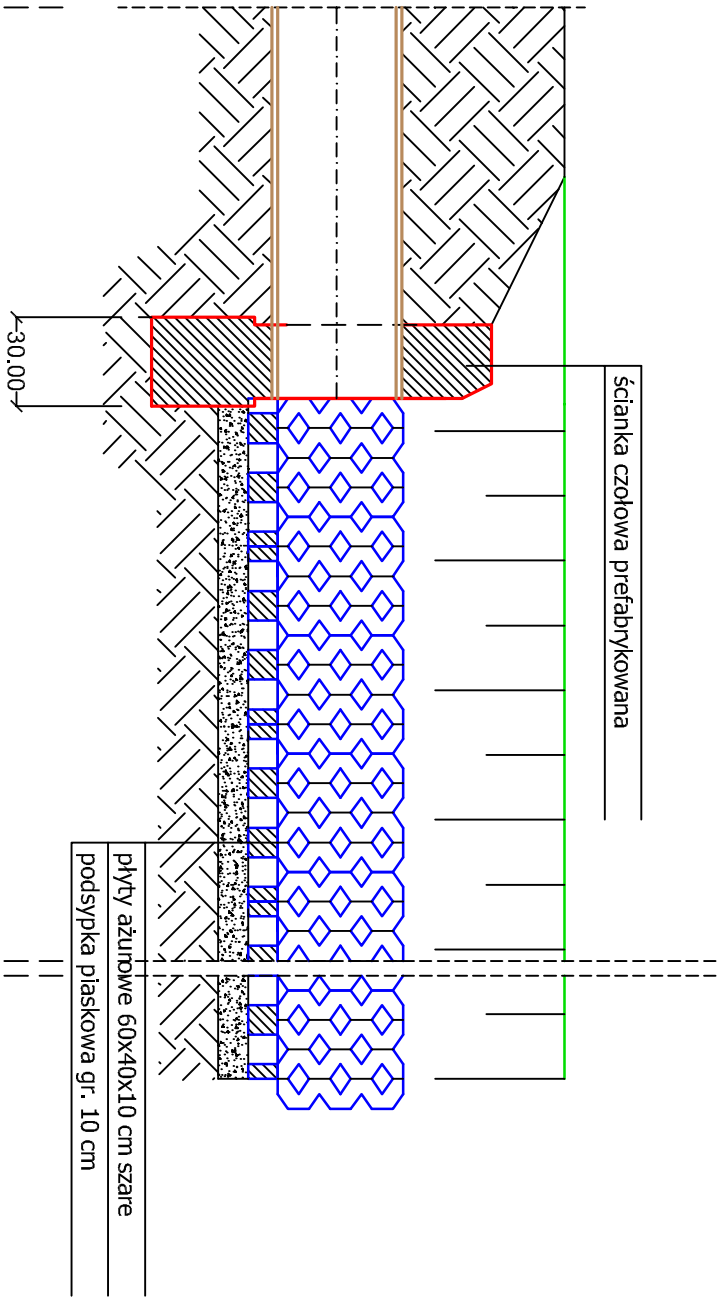 ścianka czołowa prefabrykowana
30.00
płyty ażurowe 60x40x10 cm szare
podsypka piaskowa gr. 10 cm